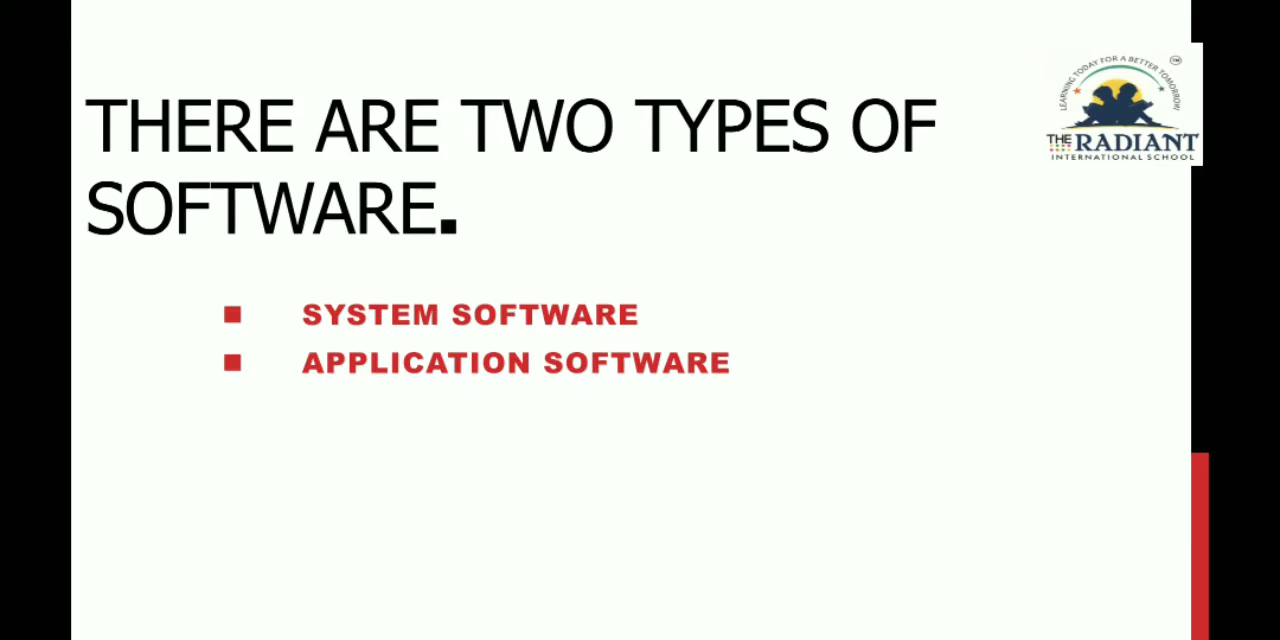 LEARNING TODAY FOR A BETTER TOMORROW
TM
THE RADIANT
INTERNATIONAL SCHOOL
THERE ARE TWO TYPES OF
SOFTWARE.
■ SYSTEM SOFTWARE
■ APPLICATION SOFTWARE